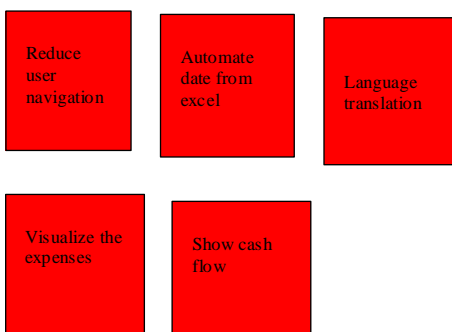 Reduce
user
navigation
Automate
date from
excel
Language
translation
Visualize the
expenses
Show cash
flow